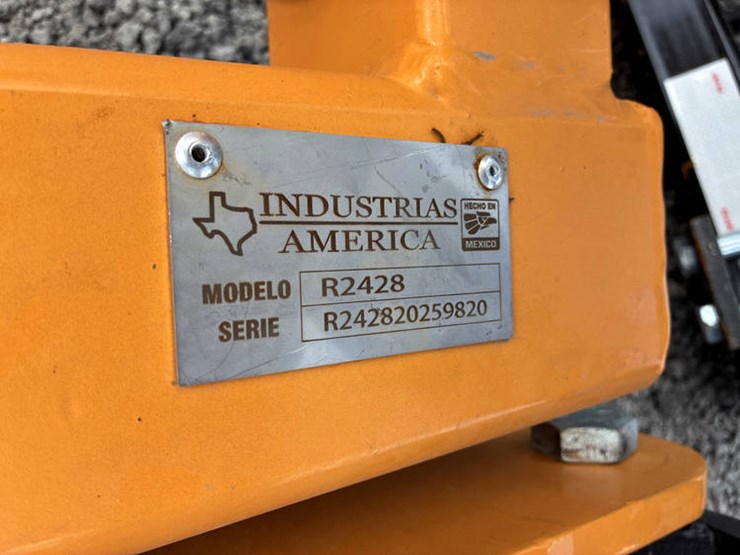 INDUSTRIAS
AMERICA
HECHO EN
MEXICO
MODELO R2428
SERIE R242820259820